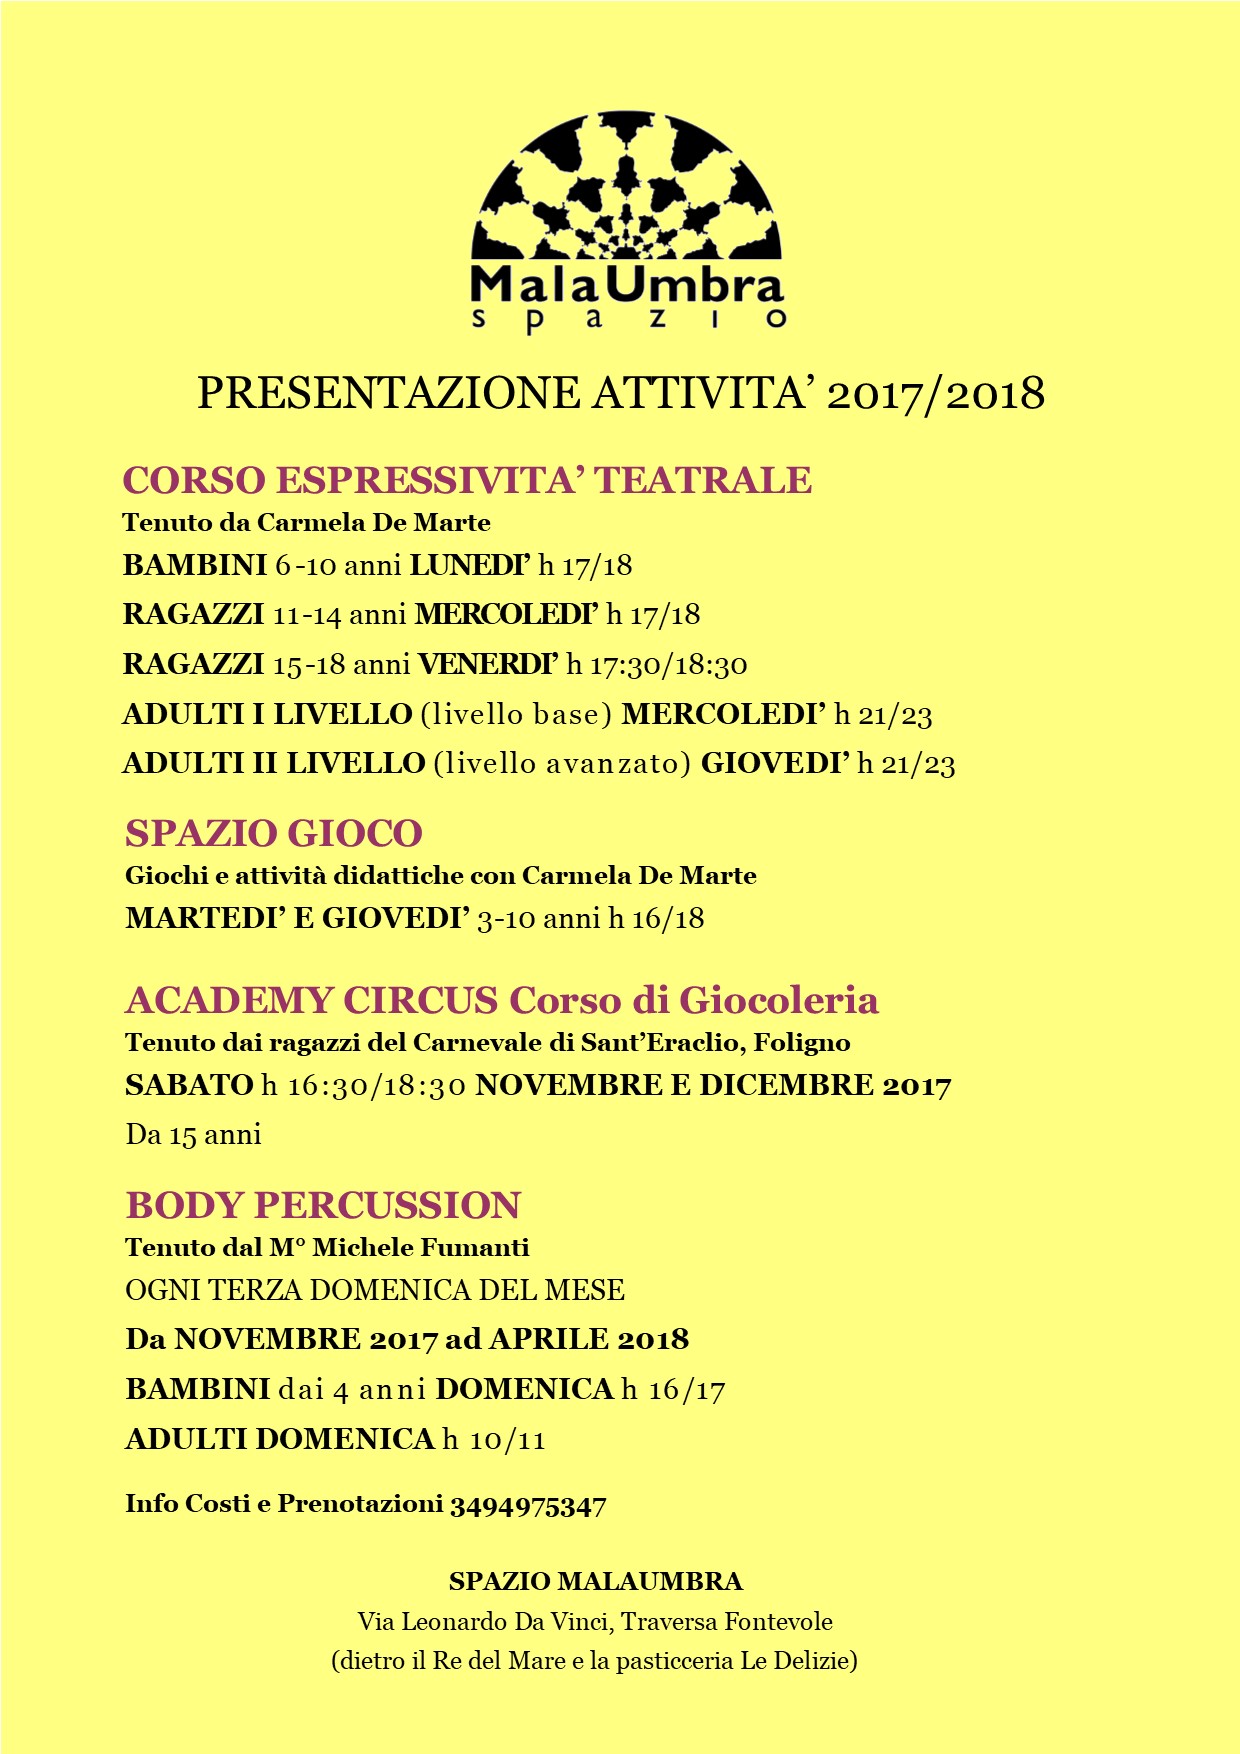 MalaUmbra
spazio
PRESENTAZIONE ATTIVITA’ 2017/2018
CORSO ESPRESSIVITA’ TEATRALE
Tenuto da Carmela De Marte
BAMBINI 6-10 anni LUNEDI’ h 17/18
RAGAZZI 11-14 anni MERCOLEDI’ h 17/18
RAGAZZI 15-18 anni VENERDI’ h 17:30/18:30
ADULTI I LIVELLO (livello base) MERCOLEDI’ h 21/23
ADULTI II LIVELLO (livello avanzato) GIOVEDI’ h 21/23
SPAZIO GIOCO
Giochi e attività didattiche con Carmela De Marte
MARTEDI’ E GIOVEDI’ 3-10 anni h 16/18
ACADEMY CIRCUS Corso di Giocoleria
Tenuto dai ragazzi del Carnevale di Sant’Eraclio, Foligno
SABATO h 16:30/18:30 NOVEMBRE E DICEMBRE 2017
Da 15 anni
BODY PERCUSSION
Tenuto dal M° Michele Fumanti
OGNI TERZA DOMENICA DEL MESE
Da NOVEMBRE 2017 ad APRILE 2018
BAMBINI dai 4 anni DOMENICA h 16/17
ADULTI DOMENICA h 10/11
Info Costi e Prenotazioni 3494975347
SPAZIO MALAUMBRA
Via Leonardo Da Vinci, Traversa Fontevole
(dietro il Re del Mare e la pasticceria Le Delizie)